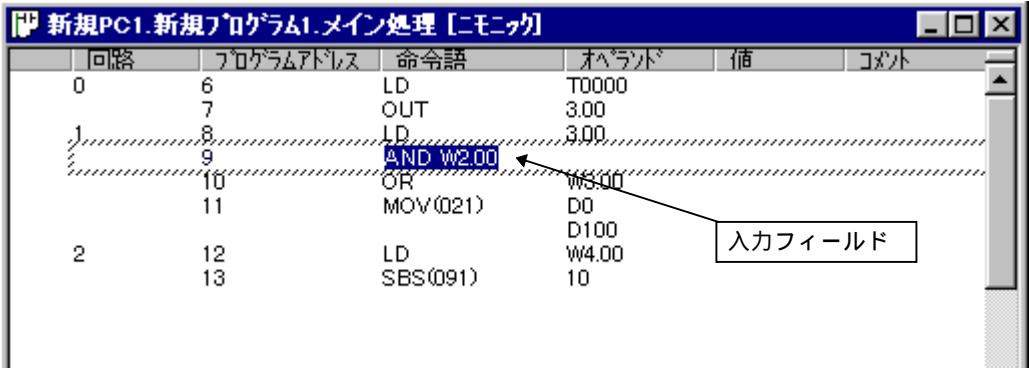 新規PC1.新規ﾌﾟﾛｸﾞﾗﾑ1.メイン処理 [ﾆﾓﾆｯｸ]
回路 ﾌﾟﾛｸﾞﾗﾑｱﾄﾞﾚｽ 命令語 ｵﾍﾟﾗﾝﾄﾞ 値 ｺﾒﾝﾄ
0 6 LD T0000
7 OUT 3.00
1 8 LD 3.00
9 AND W2.00
10 OR W3.00
11 MOV(021) D0
D100
入力フィールド
2 12 LD W4.00
13 SBS(091) 10